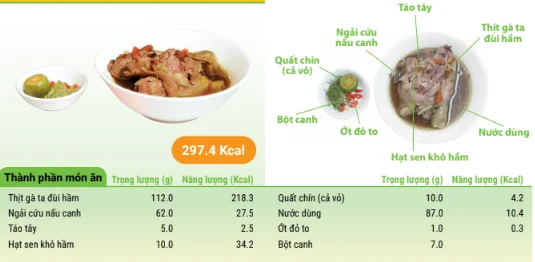 Táo tây
Ngải cứu
nấu canh
Thịt gà ta
đùi hầm
Quất chín
(cả vỏ)
Bột canh
Ớt đỏ to
Nước dùng
Hạt sen khô hầm
297.4 Kcal
Thành phần món ăn Trọng lượng (g) Năng lượng (Kcal) Trọng lượng (g) Năng lượng (Kcal)
Thịt gà ta đùi hầm 112.0 218.3 Quất chín (cả vỏ) 10.0 4.2
Ngải cứu nấu canh 62.0 27.5 Nước dùng 87.0 10.4
Táo tây 5.0 2.5 Ớt đỏ to 1.0 0.3
Hạt sen khô hầm 10.0 34.2 Bột canh 7.0